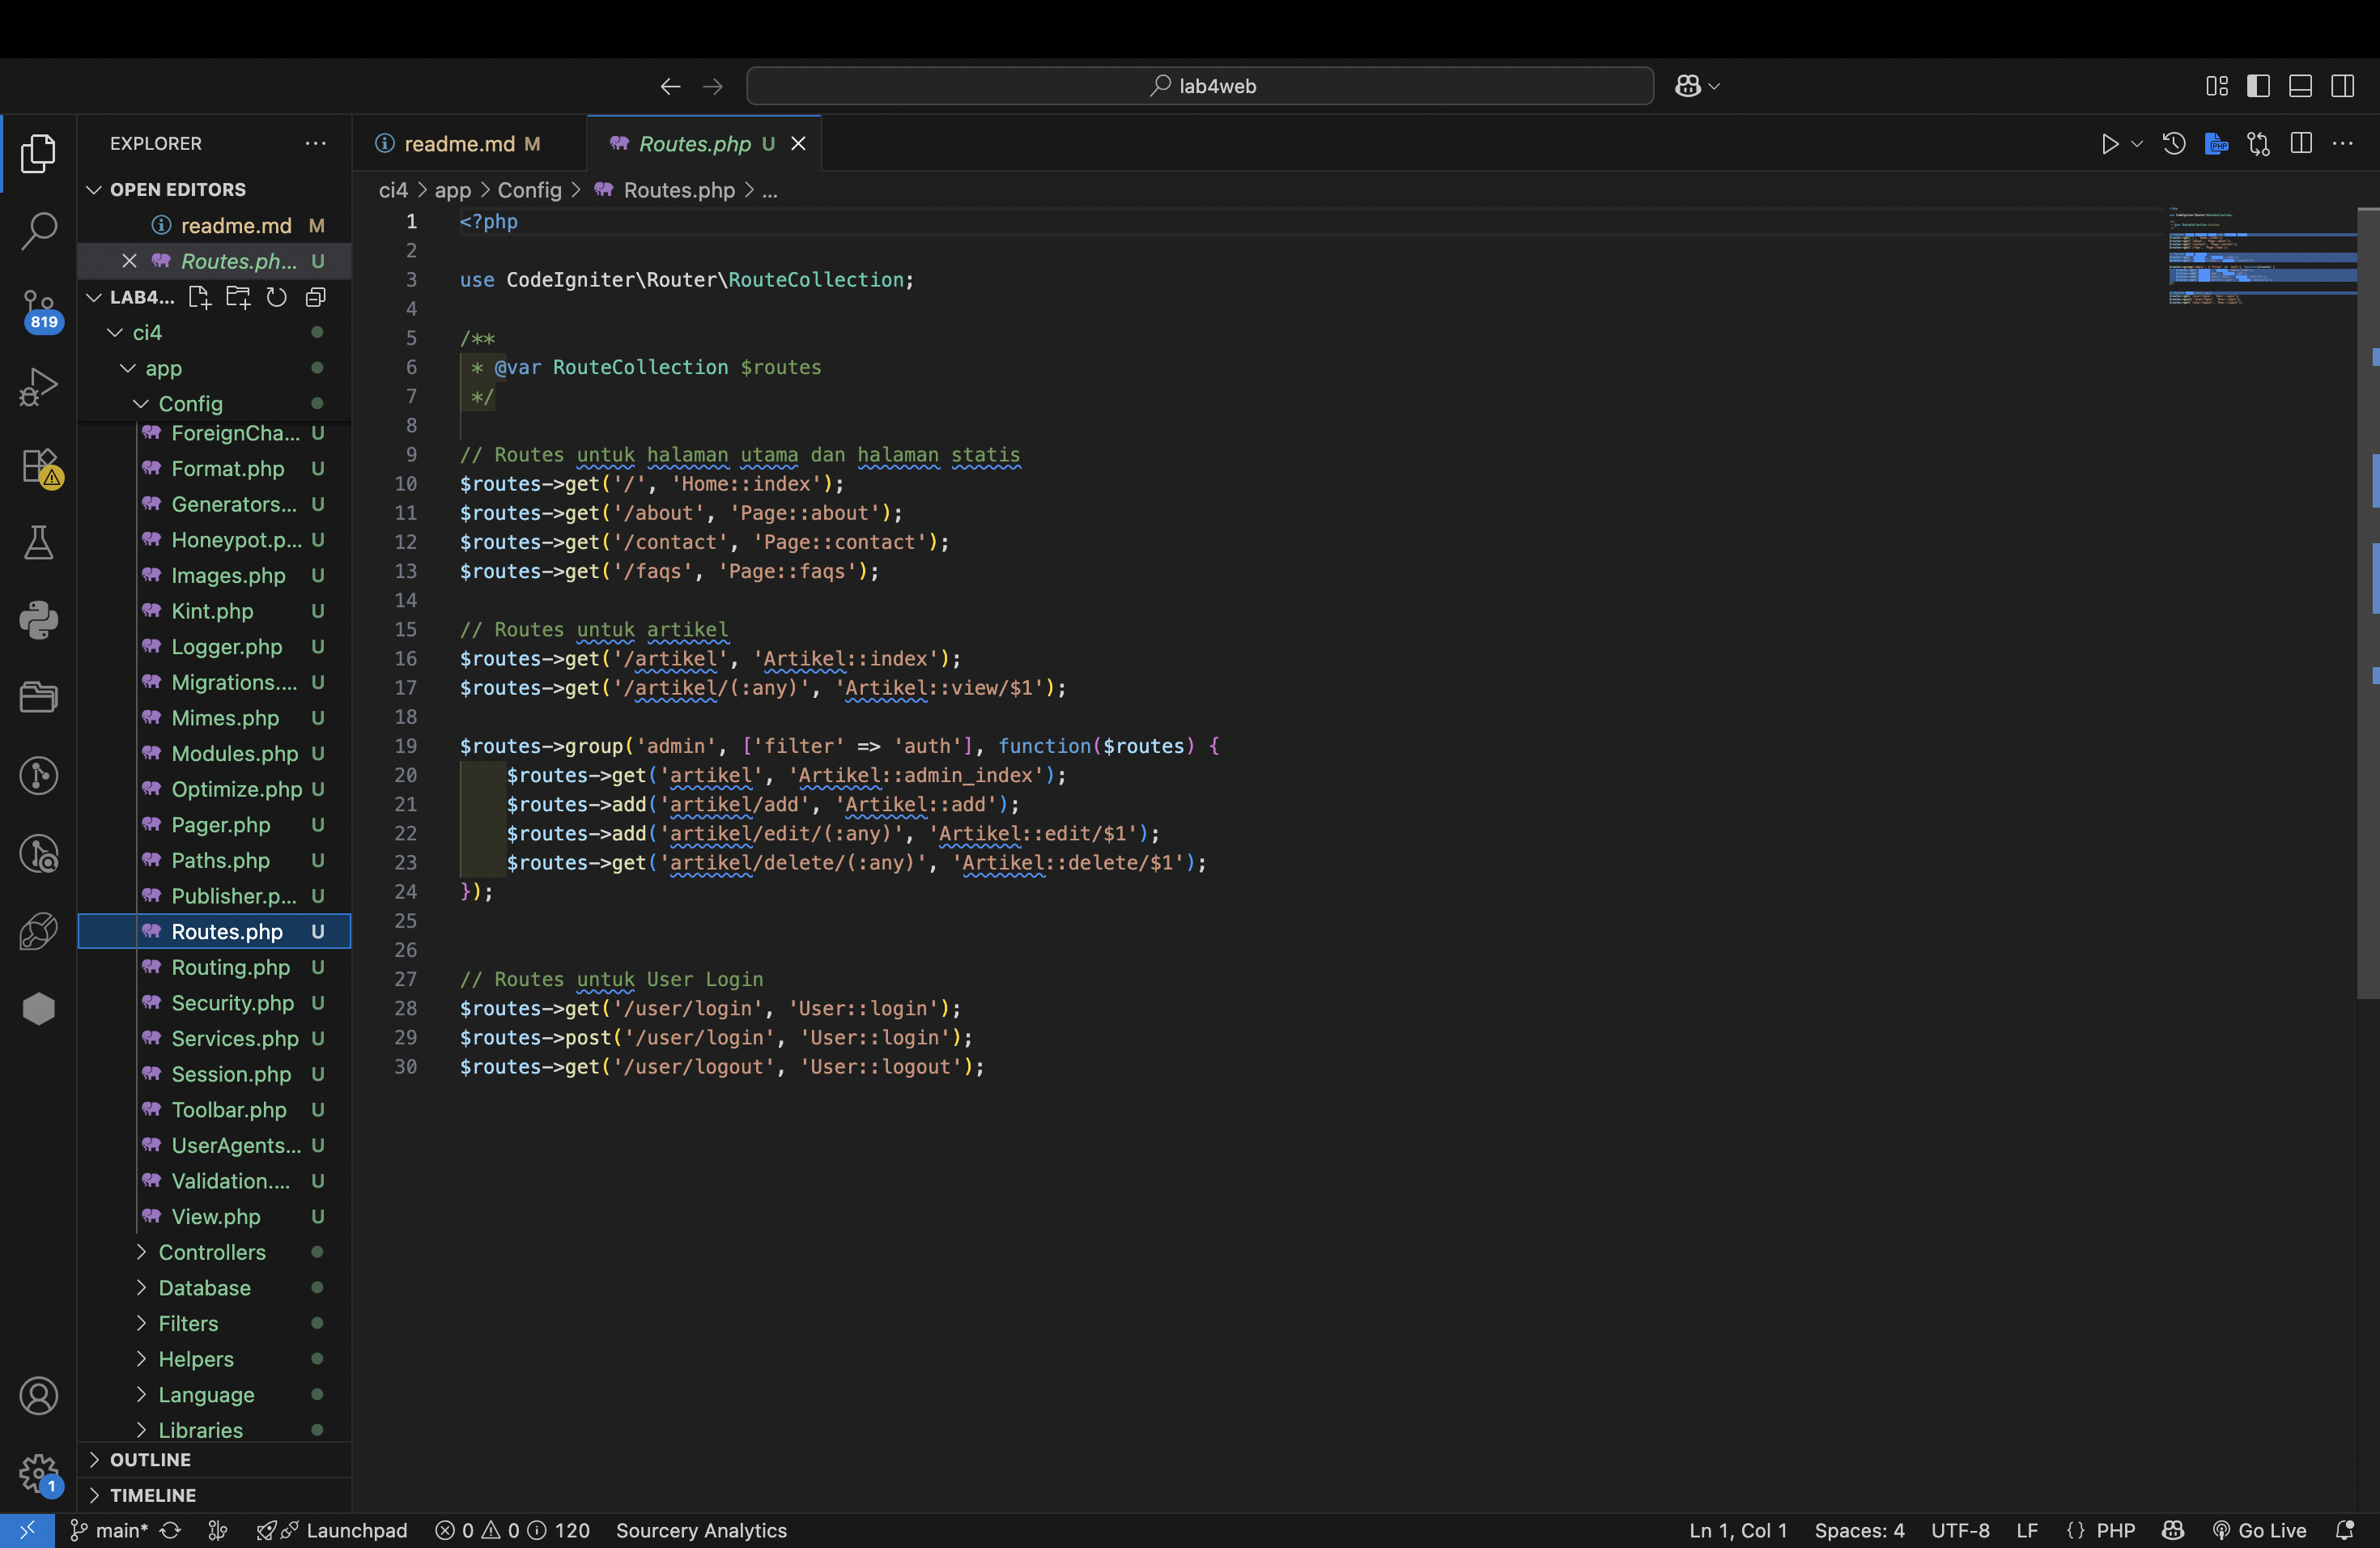 lab4web
EXPLORER
readme.md M
Routes.php U
OPEN EDITORS
readme.md M
Routes.ph... U
LAB4...
ci4
app
Config
ForeignCha... U
Format.php U
Generators... U
Honeypot.p... U
Images.php U
Kint.php U
Logger.php U
Migrations.... U
Mimes.php U
Modules.php U
Optimize.php U
Pager.php U
Paths.php U
Publisher.p... U
Routes.php U
Routing.php U
Security.php U
Services.php U
Session.php U
Toolbar.php U
UserAgents... U
Validation.... U
View.php U
Controllers
Database
Filters
Helpers
Language
Libraries
OUTLINE
TIMELINE
819
1
ci4 > app > Config > Routes.php > ...
1 <?php
2
3 use CodeIgniter\Router\RouteCollection;
4
5 /**
6 * @var RouteCollection $routes
7 */
8
9 // Routes untuk halaman utama dan halaman statis
10 $routes->get('/', 'Home::index');
11 $routes->get('/about', 'Page::about');
12 $routes->get('/contact', 'Page::contact');
13 $routes->get('/faqs', 'Page::faqs');
14
15 // Routes untuk artikel
16 $routes->get('/artikel', 'Artikel::index');
17 $routes->get('/artikel/(:any)', 'Artikel::view/$1');
18
19 $routes->group('admin', ['filter' => 'auth'], function($routes) {
20 $routes->get('artikel', 'Artikel::admin_index');
21 $routes->add('artikel/add', 'Artikel::add');
22 $routes->add('artikel/edit/(:any)', 'Artikel::edit/$1');
23 $routes->get('artikel/delete/(:any)', 'Artikel::delete/$1');
24 });
25
26
27 // Routes untuk User Login
28 $routes->get('/user/login', 'User::login');
29 $routes->post('/user/login', 'User::login');
30 $routes->get('/user/logout', 'User::logout');
main* Launchpad 0 0 120 Sourcery Analytics Ln 1, Col 1 Spaces: 4 UTF-8 LF {} PHP Go Live